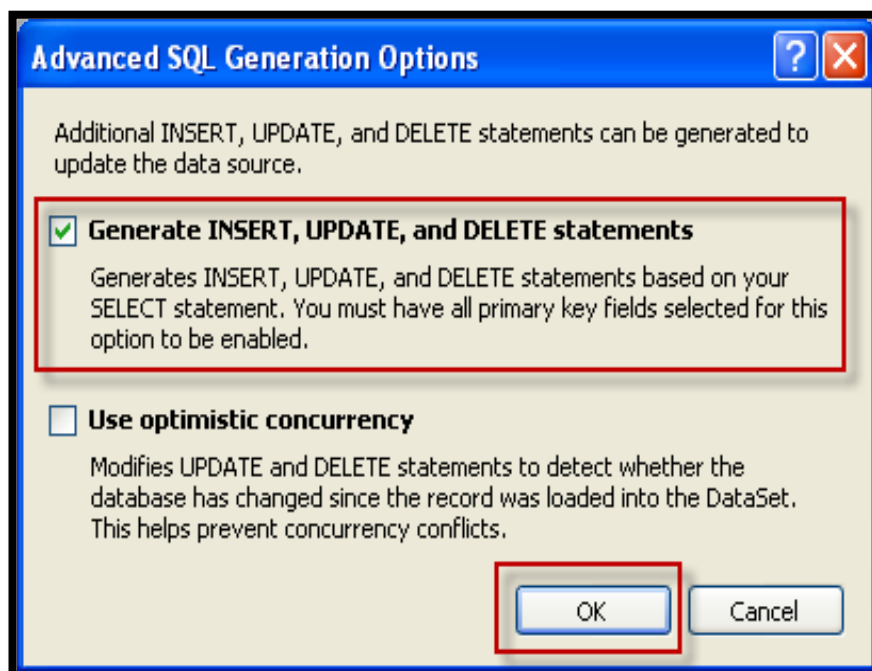 Advanced SQL Generation Options
Additional INSERT, UPDATE, and DELETE statements can be generated to
update the data source.
Generate INSERT, UPDATE, and DELETE statements
Generates INSERT, UPDATE, and DELETE statements based on your
SELECT statement. You must have all primary key fields selected for this
option to be enabled.
Use optimistic concurrency
Modifies UPDATE and DELETE statements to detect whether the
database has changed since the record was loaded into the DataSet.
This helps prevent concurrency conflicts.
OK
Cancel